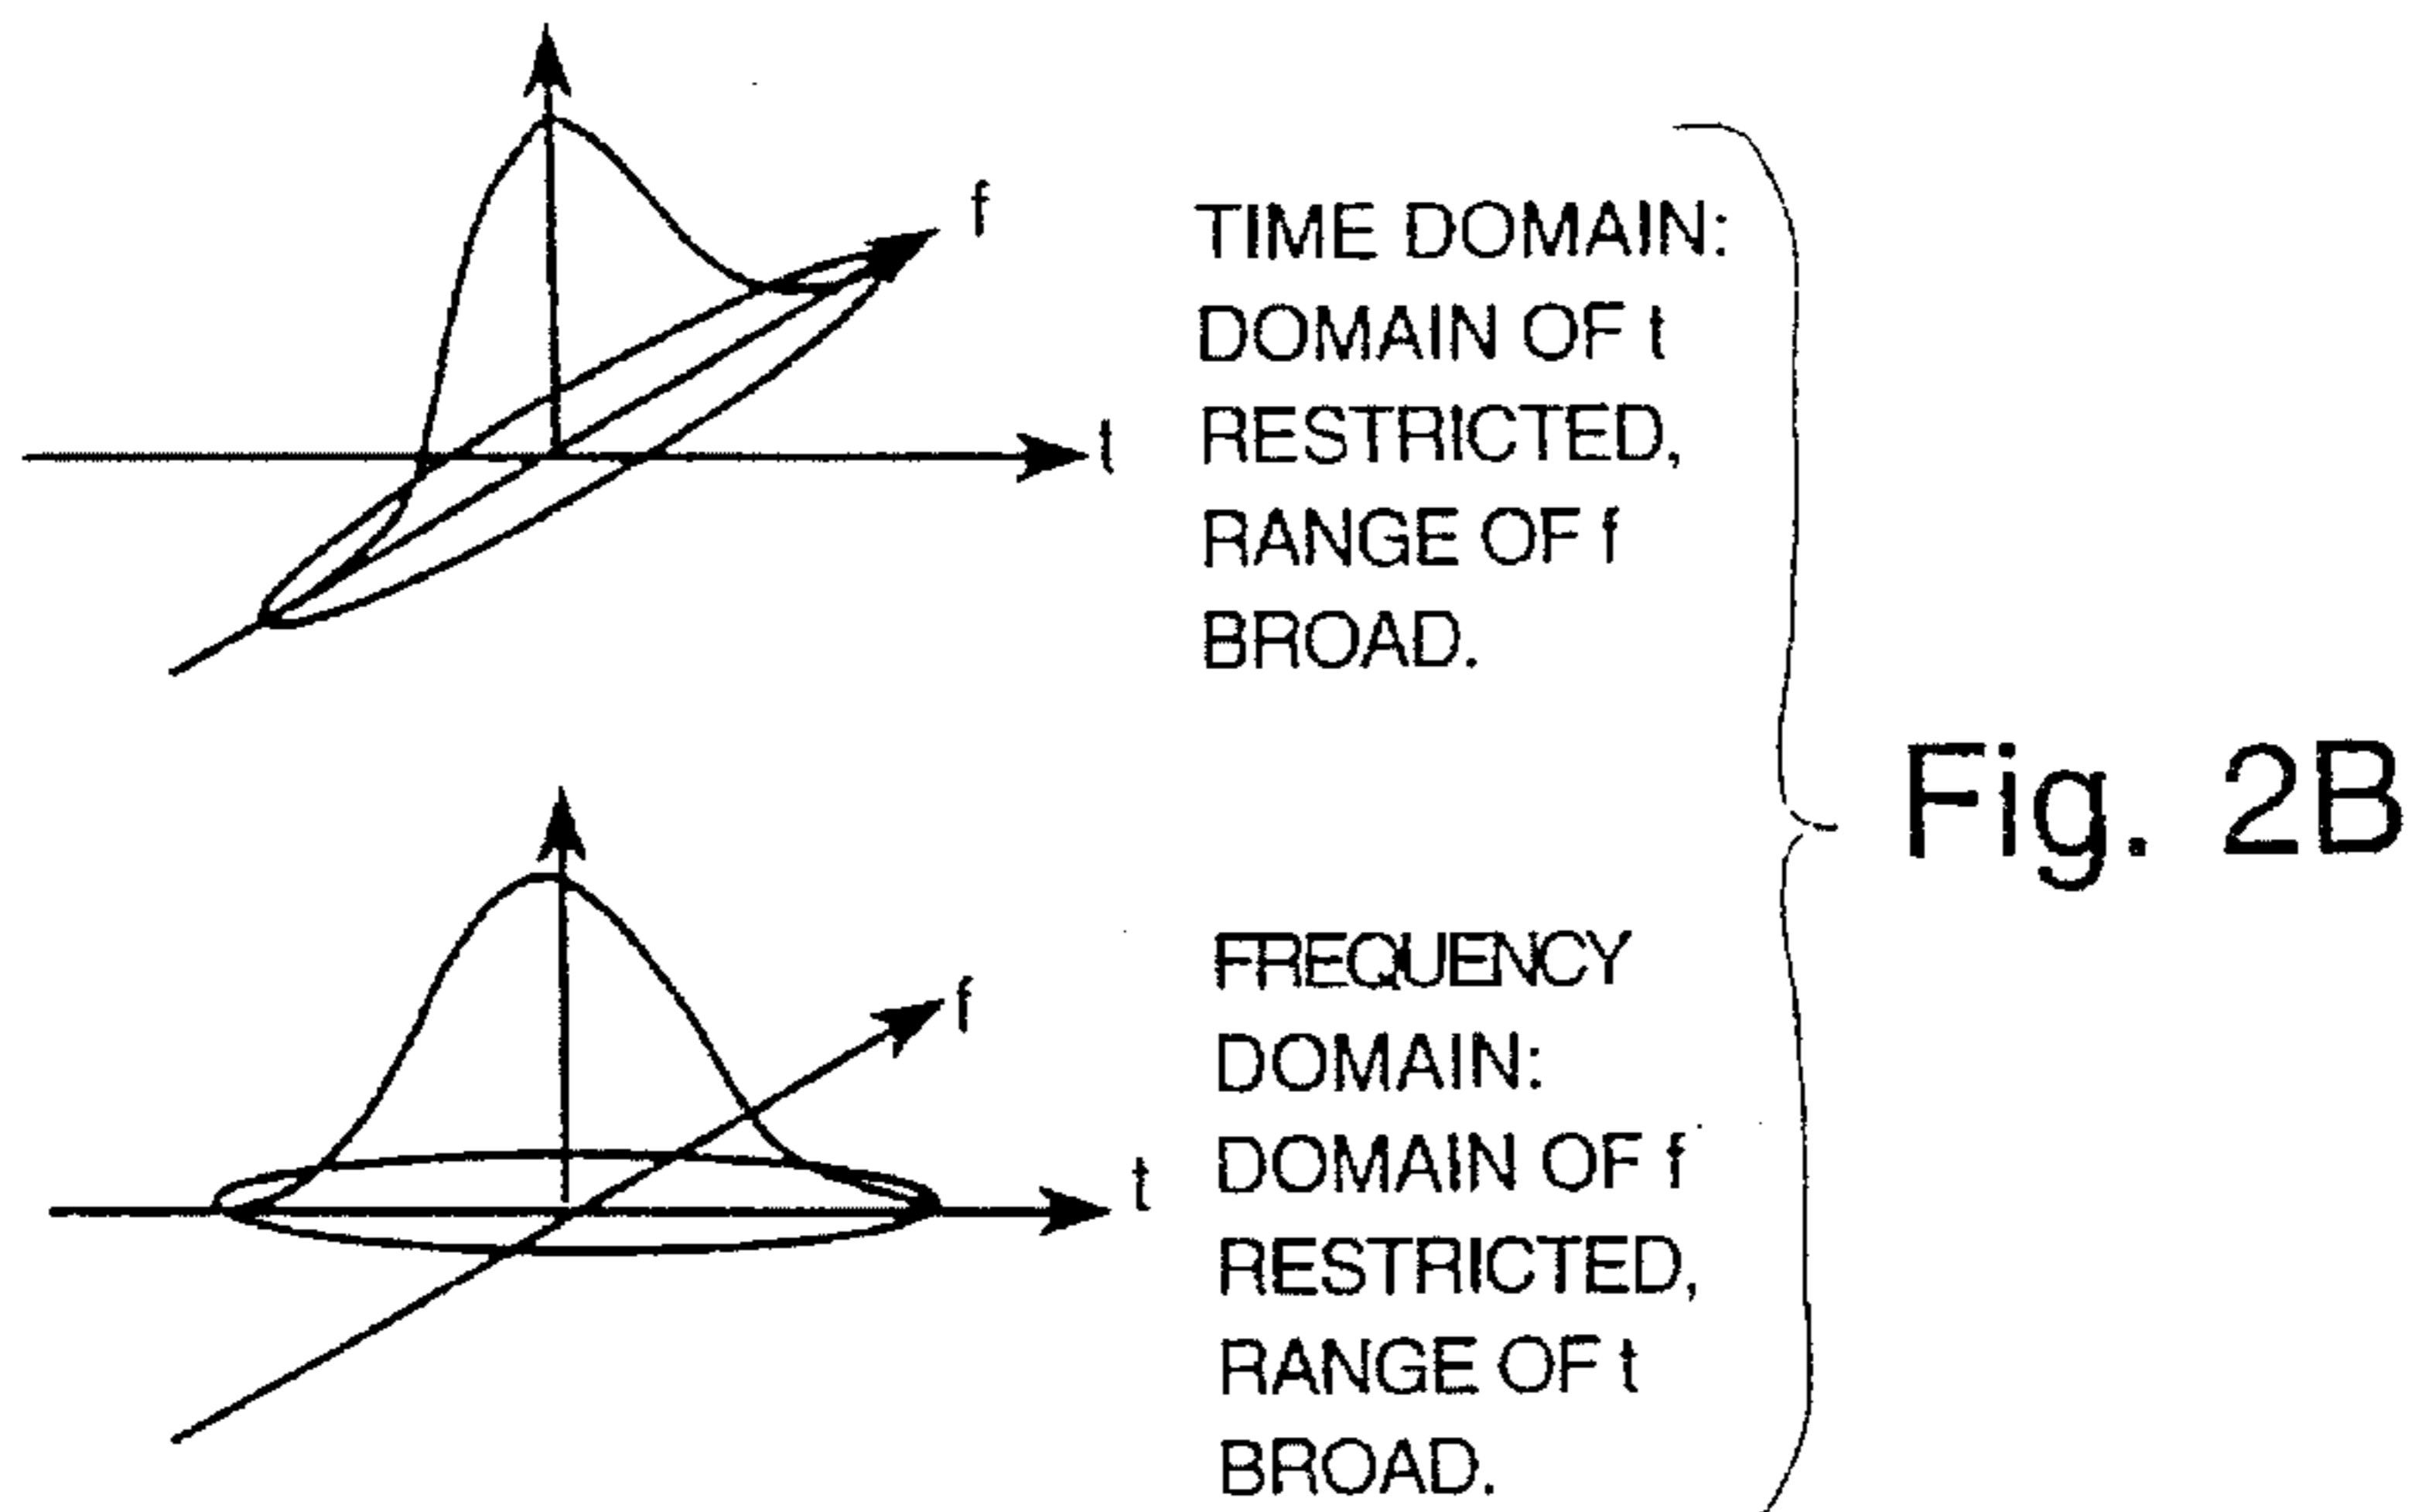 f
t
TIME DOMAIN:
DOMAIN OF t
RESTRICTED,
RANGE OF f
BROAD.
Fig. 2B
f
t
FREQUENCY
DOMAIN:
DOMAIN OF f
RESTRICTED,
RANGE OF t
BROAD.